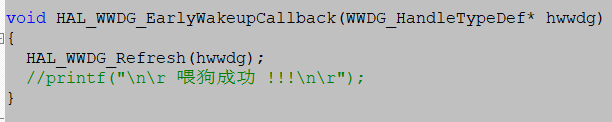 void HAL_WWDG_EarlyWakeupCallback(WWDG_HandleTypeDef* hwwdg)
{
  HAL_WWDG_Refresh(hwwdg);
  //printf("\n\r 喂狗成功 !!!\n\r");
}